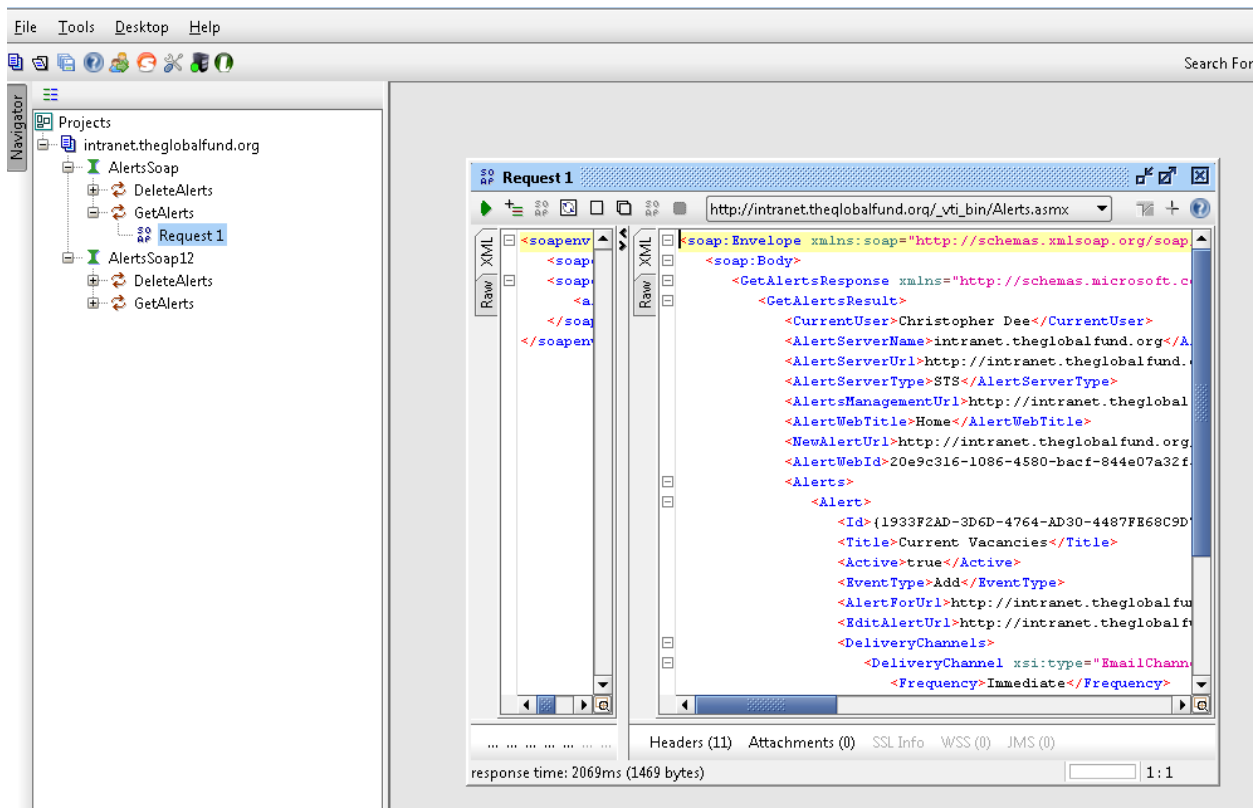 File Tools Desktop Help
Search For
Navigator
Projects
intranet.theglobalfund.org
AlertsSoap
DeleteAlerts
GetAlerts
Request 1
AlertsSoap12
DeleteAlerts
GetAlerts
Request 1
http://intranet.theglobalfund.org/_vti_bin/Alerts.asmx
XML
Raw
<soapenv
<soap
<soap
<a
</soap
</soapenv
XML
Raw
<soap:Envelope xmlns:soap="http://schemas.xmlsoap.org/soap
<soap:Body>
<GetAlertsResponse xmlns="http://schemas.microsoft.c
<GetAlertsResult>
<CurrentUser>Christopher Dee</CurrentUser>
<AlertServerName>intranet.theglobalfund.org</A
<AlertServerUrl>http://intranet.theglobalfund.
<AlertServerType>STS</AlertServerType>
<AlertsManagementUrl>http://intranet.theglobal
<AlertWebTitle>Home</AlertWebTitle>
<NewAlertUrl>http://intranet.theglobalfund.org
<AlertWebId>20e9c316-1086-4580-bacf-844e07a32f
<Alerts>
<Alert>
<Id>{1933F2AD-3D6D-4764-AD30-4487FE68C9D
<Title>Current Vacancies</Title>
<Active>true</Active>
<EventType>Add</EventType>
<AlertForUrl>http://intranet.theglobalfu
<EditAlertUrl>http://intranet.theglobalf
<DeliveryChannels>
<DeliveryChannel xsi:type="EmailChann
<Frequency>Immediate</Frequency>
... ... ... ... ... ... ...
Headers (11) Attachments (0) SSL Info WSS (0) JMS (0)
response time: 2069ms (1469 bytes)
1 : 1